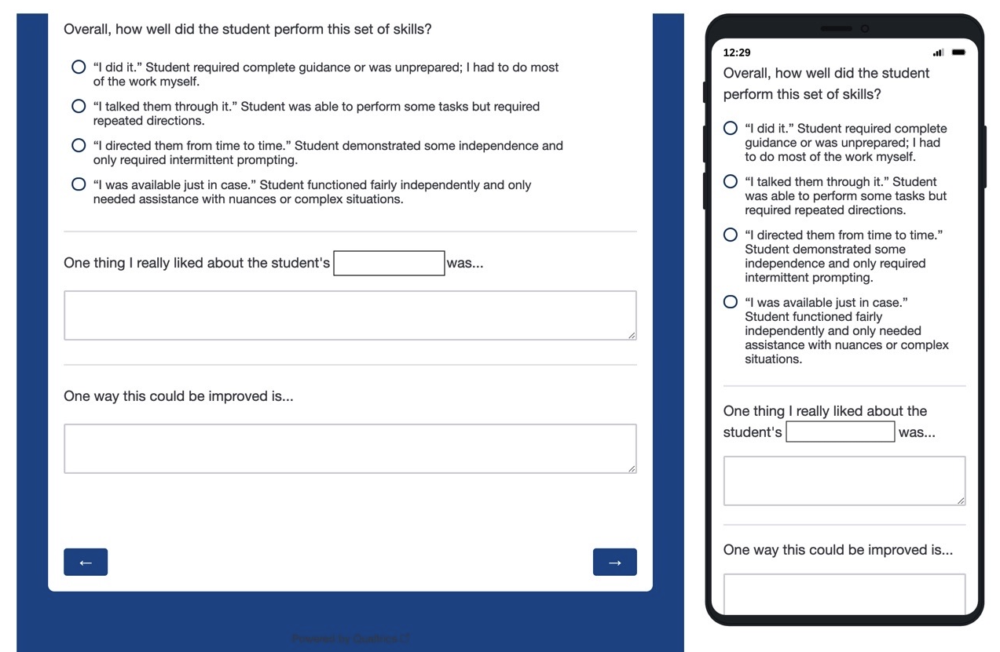 Overall, how well did the student perform this set of skills?
“I did it.” Student required complete guidance or was unprepared; I had to do most
of the work myself.
“I talked them through it.” Student was able to perform some tasks but required
repeated directions.
“I directed them from time to time.” Student demonstrated some independence and
only required intermittent prompting.
“I was available just in case.” Student functioned fairly independently and only
needed assistance with nuances or complex situations.
One thing I really liked about the student's was...
One way this could be improved is...
←
→
Powered by Qualtrics
12:29
Overall, how well did the student
perform this set of skills?
“I did it.” Student required complete
guidance or was unprepared; I had
to do most of the work myself.
“I talked them through it.” Student
was able to perform some tasks but
required repeated directions.
“I directed them from time to time.”
Student demonstrated some
independence and only required
intermittent prompting.
“I was available just in case.”
Student functioned fairly
independently and only needed
assistance with nuances or complex
situations.
One thing I really liked about the
student's was...
One way this could be improved is...